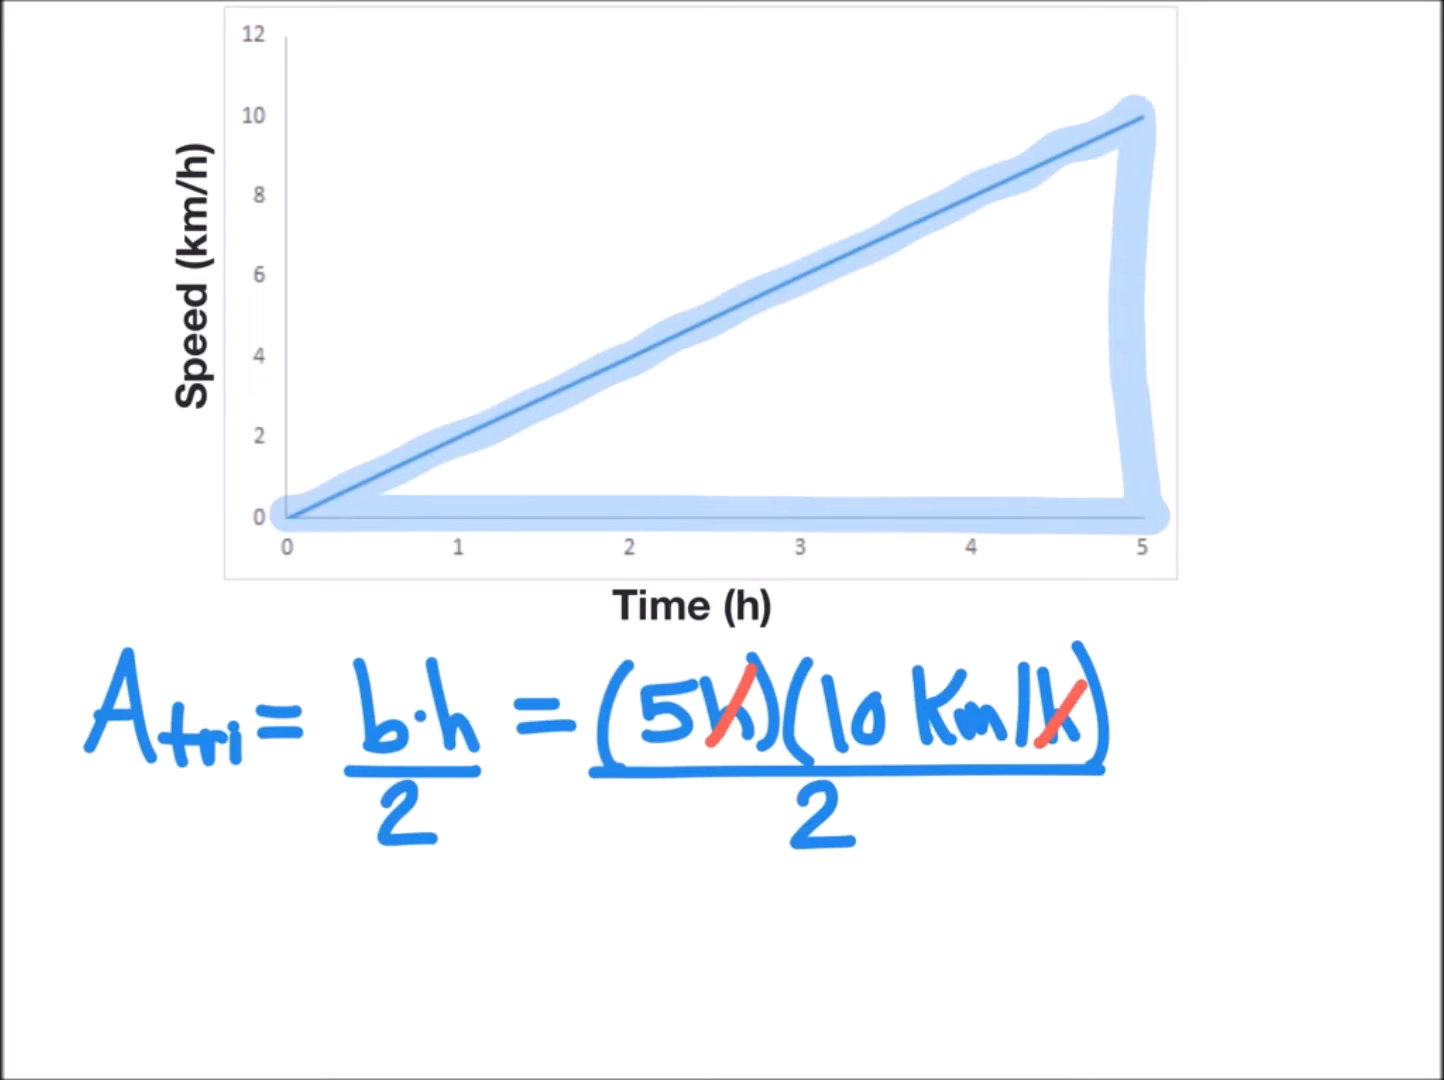 12
10
8
6
4
2
0
Speed (km/h)
0 1 2 3 4 5
Time (h)
Atri = b·h = (5h)(10 Km/h)
2 2